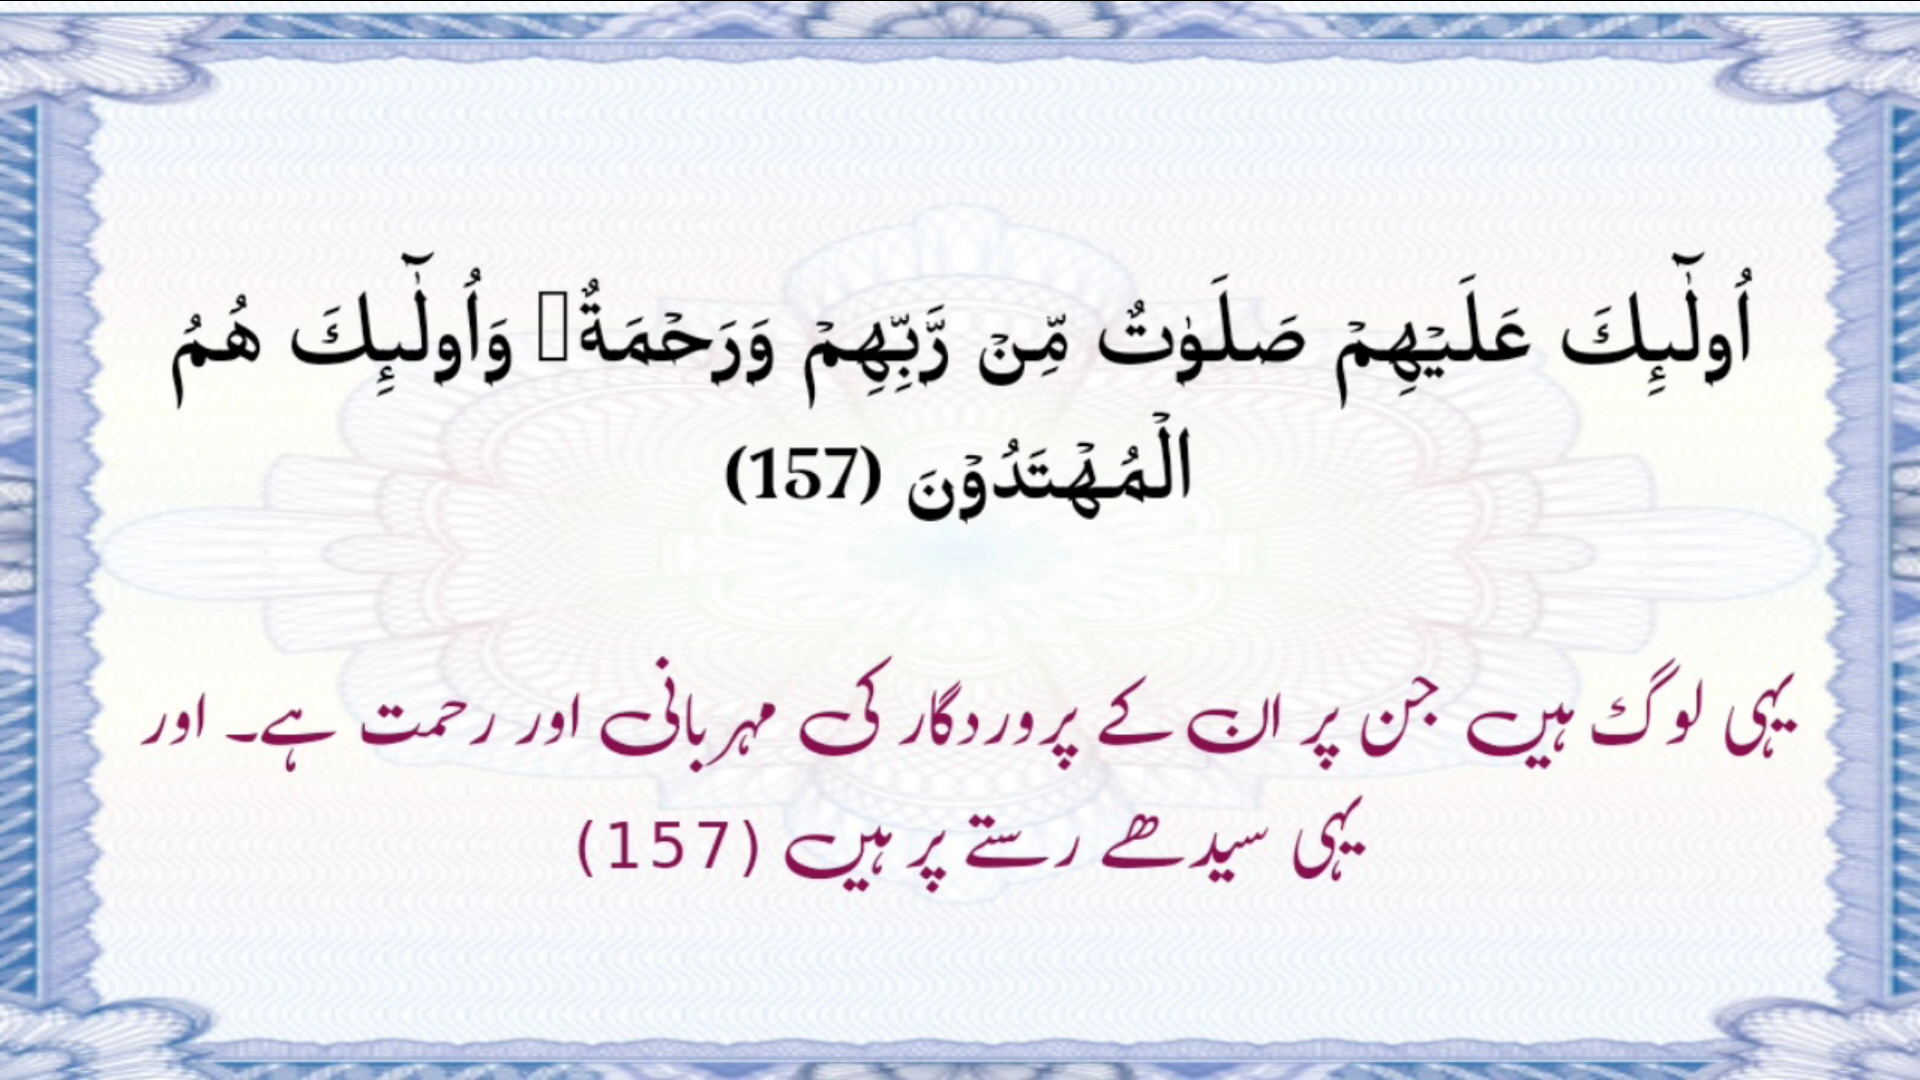 اُولٰٓٮِٕكَ عَلَيۡهِمۡ صَلَوٰتٌ مِّنۡ رَّبِّهِمۡ وَرَحۡمَةٌ وَاُولٰٓٮِٕكَ هُمُ
الۡمُهۡتَدُوۡنَ (157)
یہی لوگ ہیں جن پر ان کے پروردگار کی مہربانی اور رحمت ہے۔ اور
یہی سیدھے رستے پر ہیں (157)